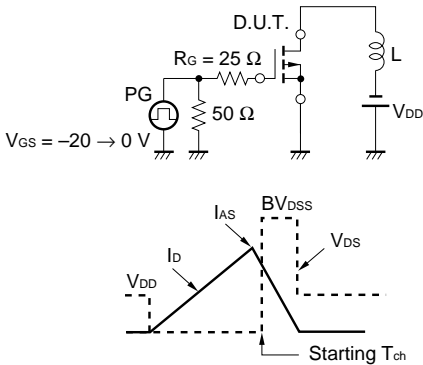 D.U.T.
RG = 25 Ω
L
PG
50 Ω
VDD
VGS = –20 → 0 V
BVDSS
IAS
VDS
ID
VDD
Starting Tch